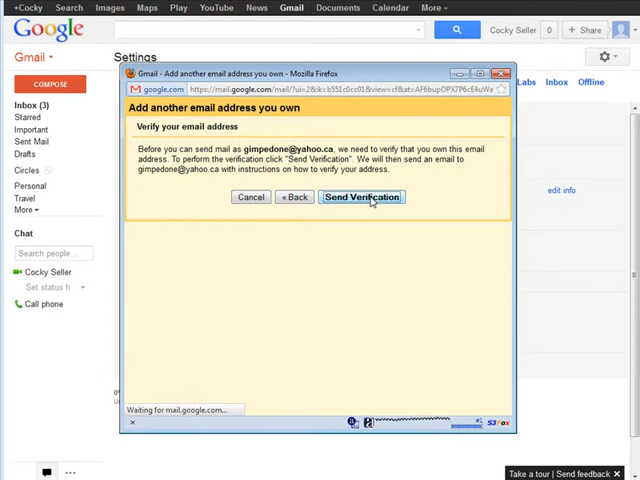 +Cocky Search Images Maps Play YouTube News Gmail Documents Calendar More
Google
Cocky Seller 0 + Share
Gmail
Settings
COMPOSE
Labs Inbox Offline
Inbox (3)
Starred
Important
Sent Mail
Drafts
Circles
Personal
Travel
More
Chat
Search people...
Cocky Seller
Set status h
Call phone
edit info
Gmail - Add another email address you own - Mozilla Firefox
google.com
Add another email address you own
Verify your email address
Before you can send mail as gimpedone@yahoo.ca, we need to verify that you own this email
address. To perform the verification click "Send Verification". We will then send an email to
gimpedone@yahoo.ca with instructions on how to verify your address.
Cancel « Back Send Verification
Waiting for mail.google.com...
S3Fox
Take a tour | Send feedback